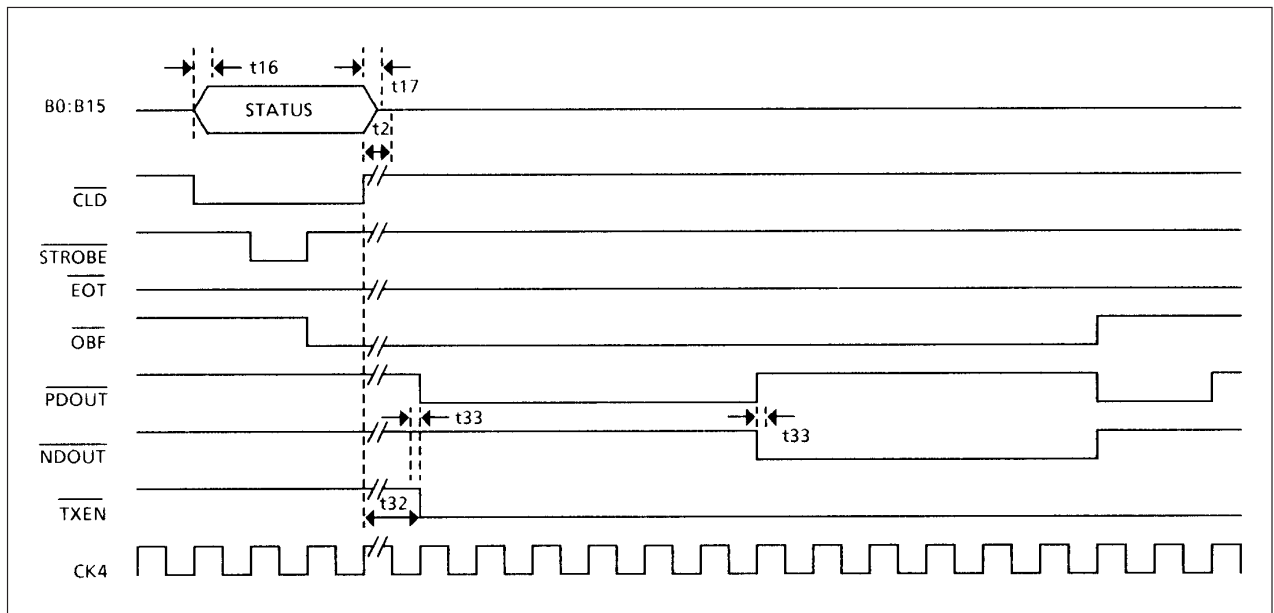 t16
t17
B0:B15
STATUS
t2
CLD
STROBE
EOT
OBF
PDOUT
t33
t33
NDOUT
TXEN
t32
CK4